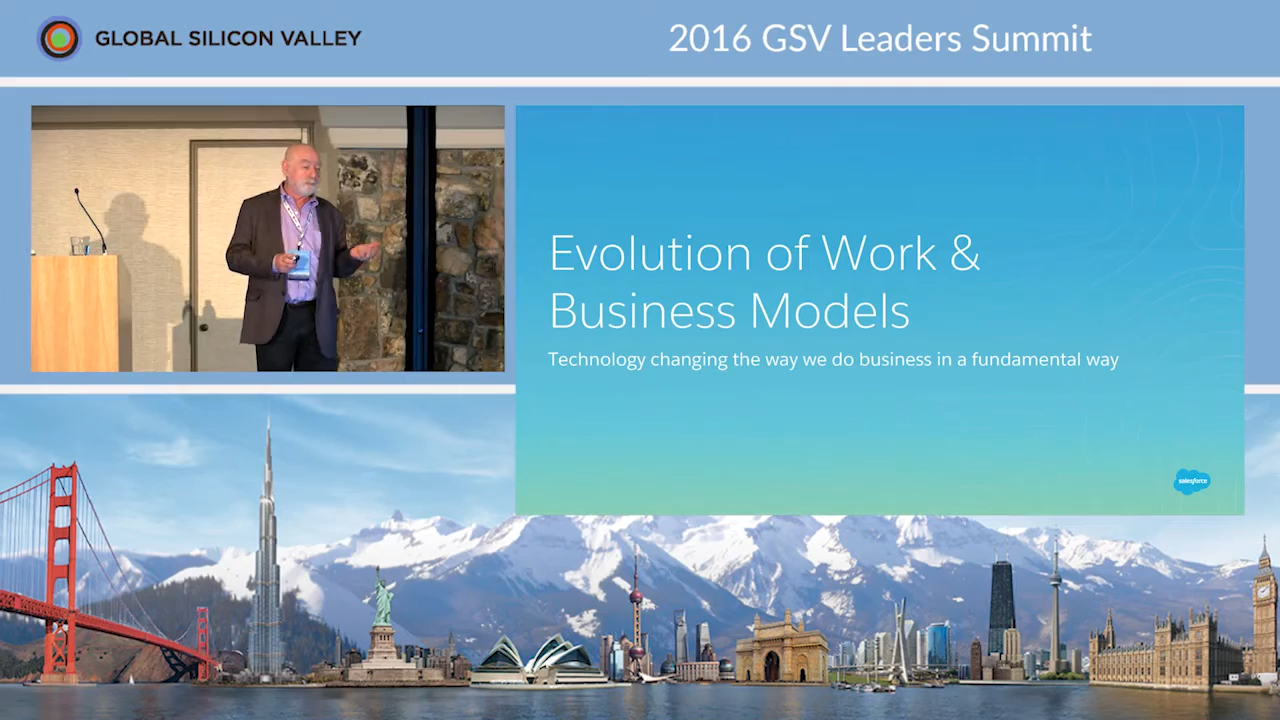 GLOBAL SILICON VALLEY
2016 GSV Leaders Summit
Evolution of Work &
Business Models
Technology changing the way we do business in a fundamental way
salesforce